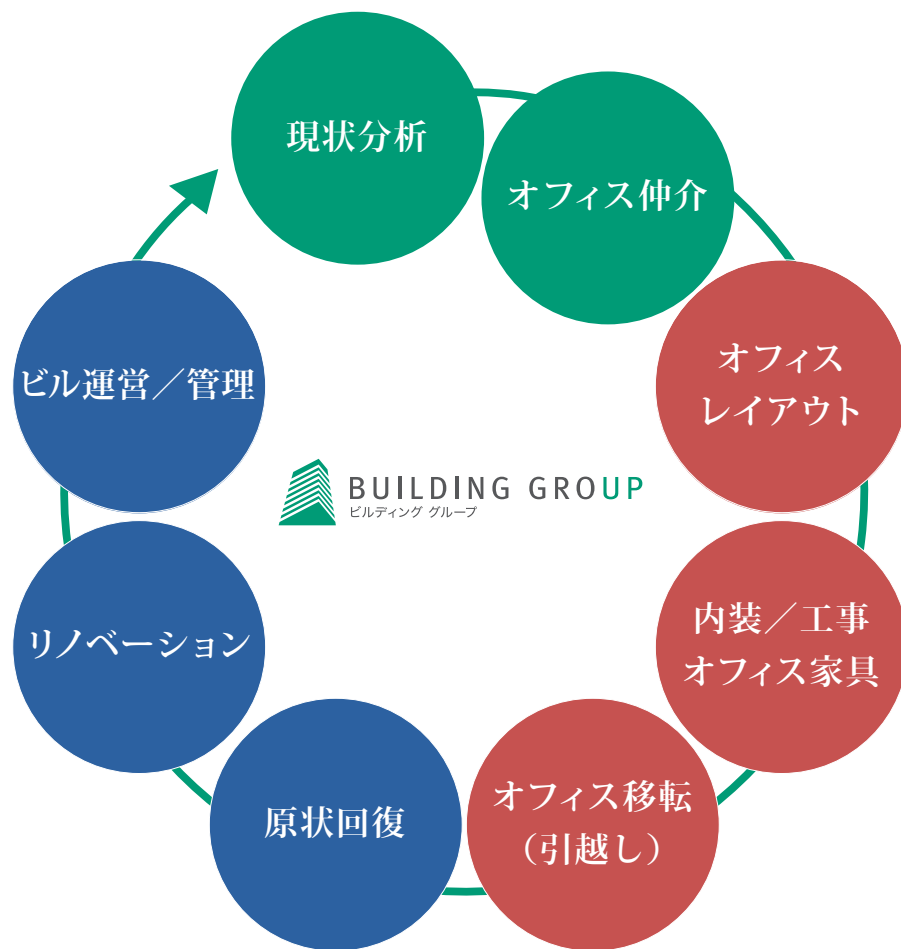 現状分析
オフィス仲介
オフィス
レイアウト
内装／工事
オフィス家具
オフィス移転
（引越し）
原状回復
リノベーション
ビル運営／管理
BUILDING GROUP
ビルディング グループ